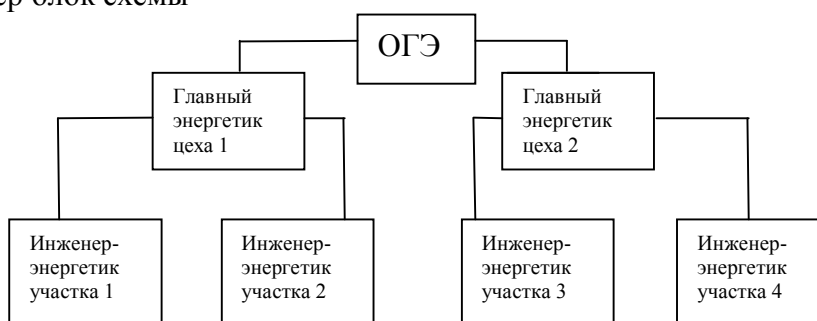 ер блок схемы
ОГЭ
Главный
энергетик
цеха 1
Главный
энергетик
цеха 2
Инженер-
энергетик
участка 1
Инженер-
энергетик
участка 2
Инженер-
энергетик
участка 3
Инженер-
энергетик
участка 4